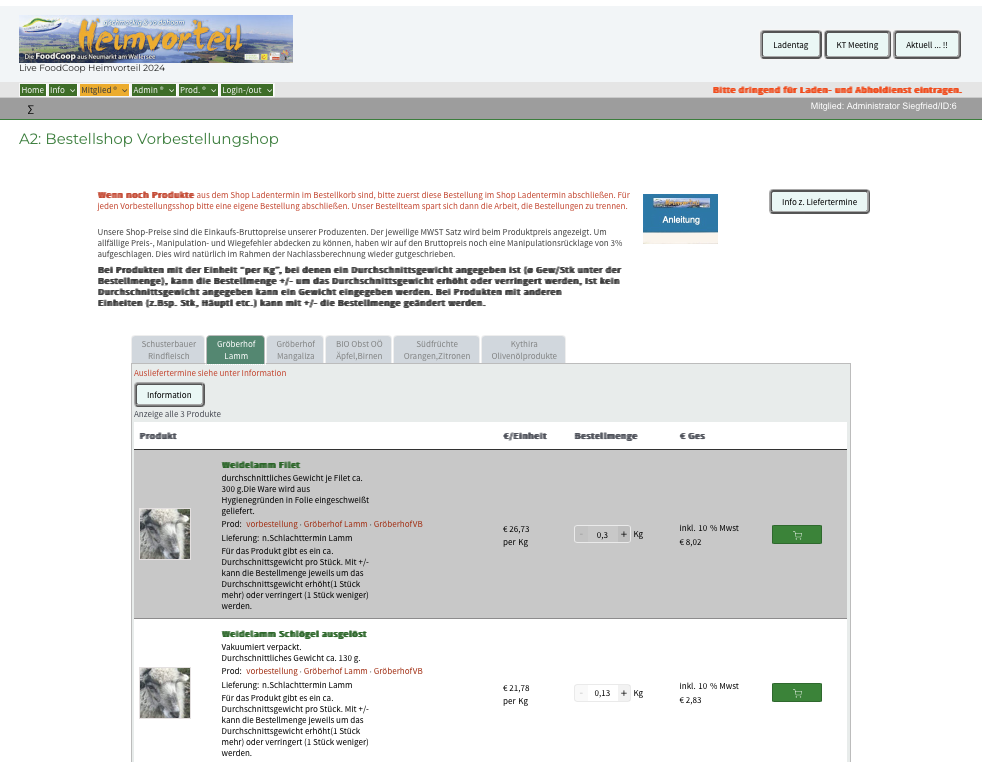 g'schmackig & vo dahoam
Heimvorteil
Die FoodCoop aus Neumarkt am Wallersee
Live FoodCoop Heimvorteil 2024
Ladentag
KT Meeting
Aktuell ... !!
Home
Info
Mitglied °
Admin °
Prod. °
Login-/out
Bitte dringend für Laden- und Abholdienst eintragen.
Σ
Mitglied: Administrator Siegfried/ID:6
A2: Bestellshop Vorbestellungshop
Wenn noch Produkte aus dem Shop Ladentermin im Bestellkorb sind, bitte zuerst diese Bestellung im Shop Ladentermin abschließen. Für
jeden Vorbestellungsshop bitte eine eigene Bestellung abschließen. Unser Bestellteam spart sich dann die Arbeit, die Bestellungen zu trennen.
Anleitung
Info z. Liefertermine
Unsere Shop-Preise sind die Einkaufs-Bruttopreise unserer Produzenten. Der jeweilige MWST Satz wird beim Produktpreis angezeigt. Um
allfällige Preis-, Manipulation- und Wiegefehler abdecken zu können, haben wir auf den Bruttopreis noch eine Manipulationsrücklage von 3%
aufgeschlagen. Dies wird natürlich im Rahmen der Nachlassberechnung wieder gutgeschrieben.
Bei Produkten mit der Einheit "per Kg", bei denen ein Durchschnittsgewicht angegeben ist (ø Gew/Stk unter der
Bestellmenge), kann die Bestellmenge +/- um das Durchschnittsgewicht erhöht oder verringert werden, ist kein
Durchschnittsgewicht angegeben kann ein Gewicht eingegeben werden. Bei Produkten mit anderen
Einheiten (z.Bsp. Stk, Häuptl etc.) kann mit +/- die Bestellmenge geändert werden.
Schusterbauer
Rindfleisch
Gröberhof
Lamm
Gröberhof
Mangaliza
BIO Obst OÖ
Äpfel,Birnen
Südfrüchte
Orangen,Zitronen
Kythira
Olivenölprodukte
Ausliefertermine siehe unter Information
Information
Anzeige alle 3 Produkte
Produkt
€/Einheit
Bestellmenge
€ Ges
Weidelamm Filet
durchschnittliches Gewicht je Filet ca.
300 g.Die Ware wird aus
Hygienegründen in Folie eingeschweißt
geliefert.
Prod: vorbestellung · Gröberhof Lamm · GröberhofVB
Lieferung: n.Schlachttermin Lamm
Für das Produkt gibt es ein ca.
Durchschnittsgewicht pro Stück. Mit +/-
kann die Bestellmenge jeweils um das
Durchschnittsgewicht erhöht(1 Stück
mehr) oder verringert (1 Stück weniger)
werden.
€ 26,73
per Kg
- 0,3 + Kg
inkl. 10 % Mwst
€ 8,02
Weidelamm Schlögel ausgelöst
Vakuumiert verpackt.
Durchschnittliches Gewicht ca. 130 g.
Prod: vorbestellung · Gröberhof Lamm · GröberhofVB
Lieferung: n.Schlachttermin Lamm
Für das Produkt gibt es ein ca.
Durchschnittsgewicht pro Stück. Mit +/-
kann die Bestellmenge jeweils um das
Durchschnittsgewicht erhöht(1 Stück
mehr) oder verringert (1 Stück weniger)
werden.
€ 21,78
per Kg
- 0,13 + Kg
inkl. 10 % Mwst
€ 2,83